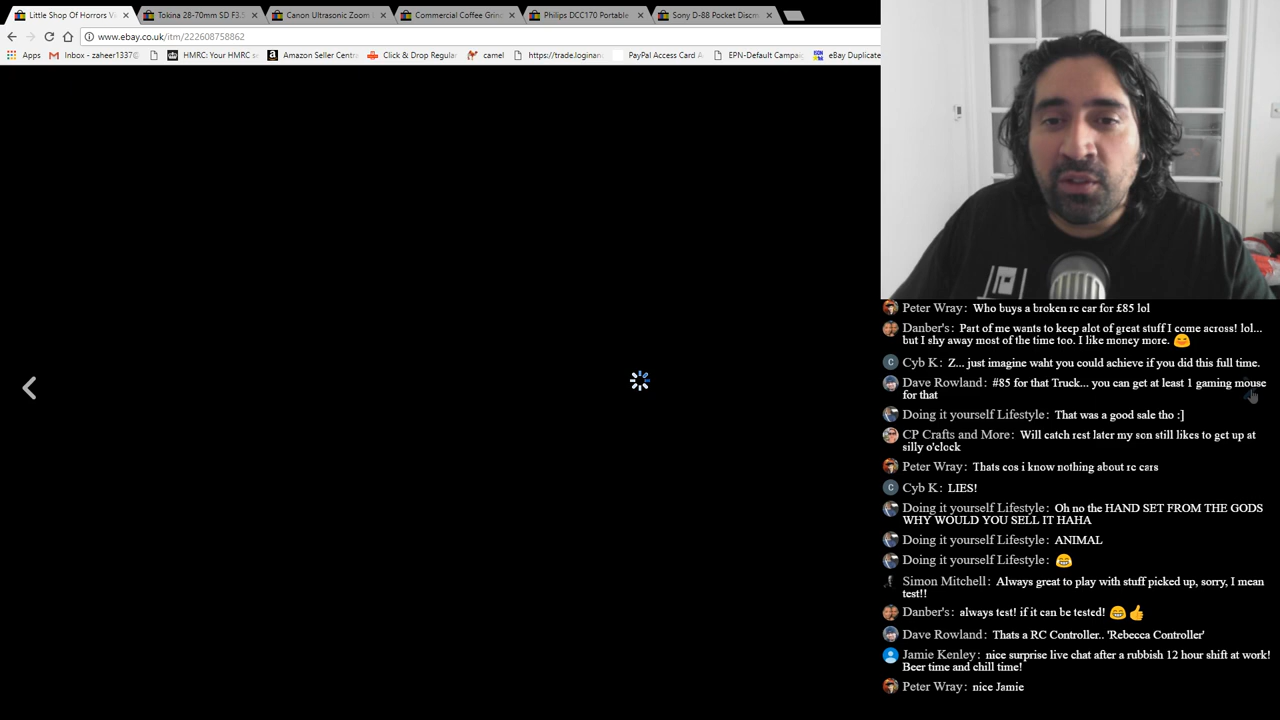 Little Shop Of Horrors Vi
Tokina 28-70mm SD F3.5
Canon Ultrasonic Zoom L
Commercial Coffee Grin
Philips DCC170 Portable
Sony D-88 Pocket Discm
www.ebay.co.uk/itm/222608758862
Apps
Inbox - zaheer1337@
HMRC: Your HMRC se
Amazon Seller Centr
Click & Drop Regular
camel
https://trade.loginan
PayPal Access Card A
EPN-Default Campa
eBay Duplicate
Peter Wray: Who buys a broken rc car for £85 lol
Danber's: Part of me wants to keep alot of great stuff I come across! lol...
but I shy away most of the time too. I like money more. 😄
C Cyb K: Z... just imagine waht you could achieve if you did this full time.
Dave Rowland: #85 for that Truck... you can get at least 1 gaming mouse
for that
Doing it yourself Lifestyle: That was a good sale tho :]
CP Crafts and More: Will catch rest later my son still likes to get up at
silly o'clock
Peter Wray: Thats cos i know nothing about rc cars
C Cyb K: LIES!
Doing it yourself Lifestyle: Oh no the HAND SET FROM THE GODS
WHY WOULD YOU SELL IT HAHA
Doing it yourself Lifestyle: ANIMAL
Doing it yourself Lifestyle: 😂
Simon Mitchell: Always great to play with stuff picked up, sorry, I mean
test!!
Danber's: always test! if it can be tested! 😂👍
Dave Rowland: Thats a RC Controller.. 'Rebecca Controller'
Jamie Kenley: nice surprise live chat after a rubbish 12 hour shift at work!
Beer time and chill time!
Peter Wray: nice Jamie